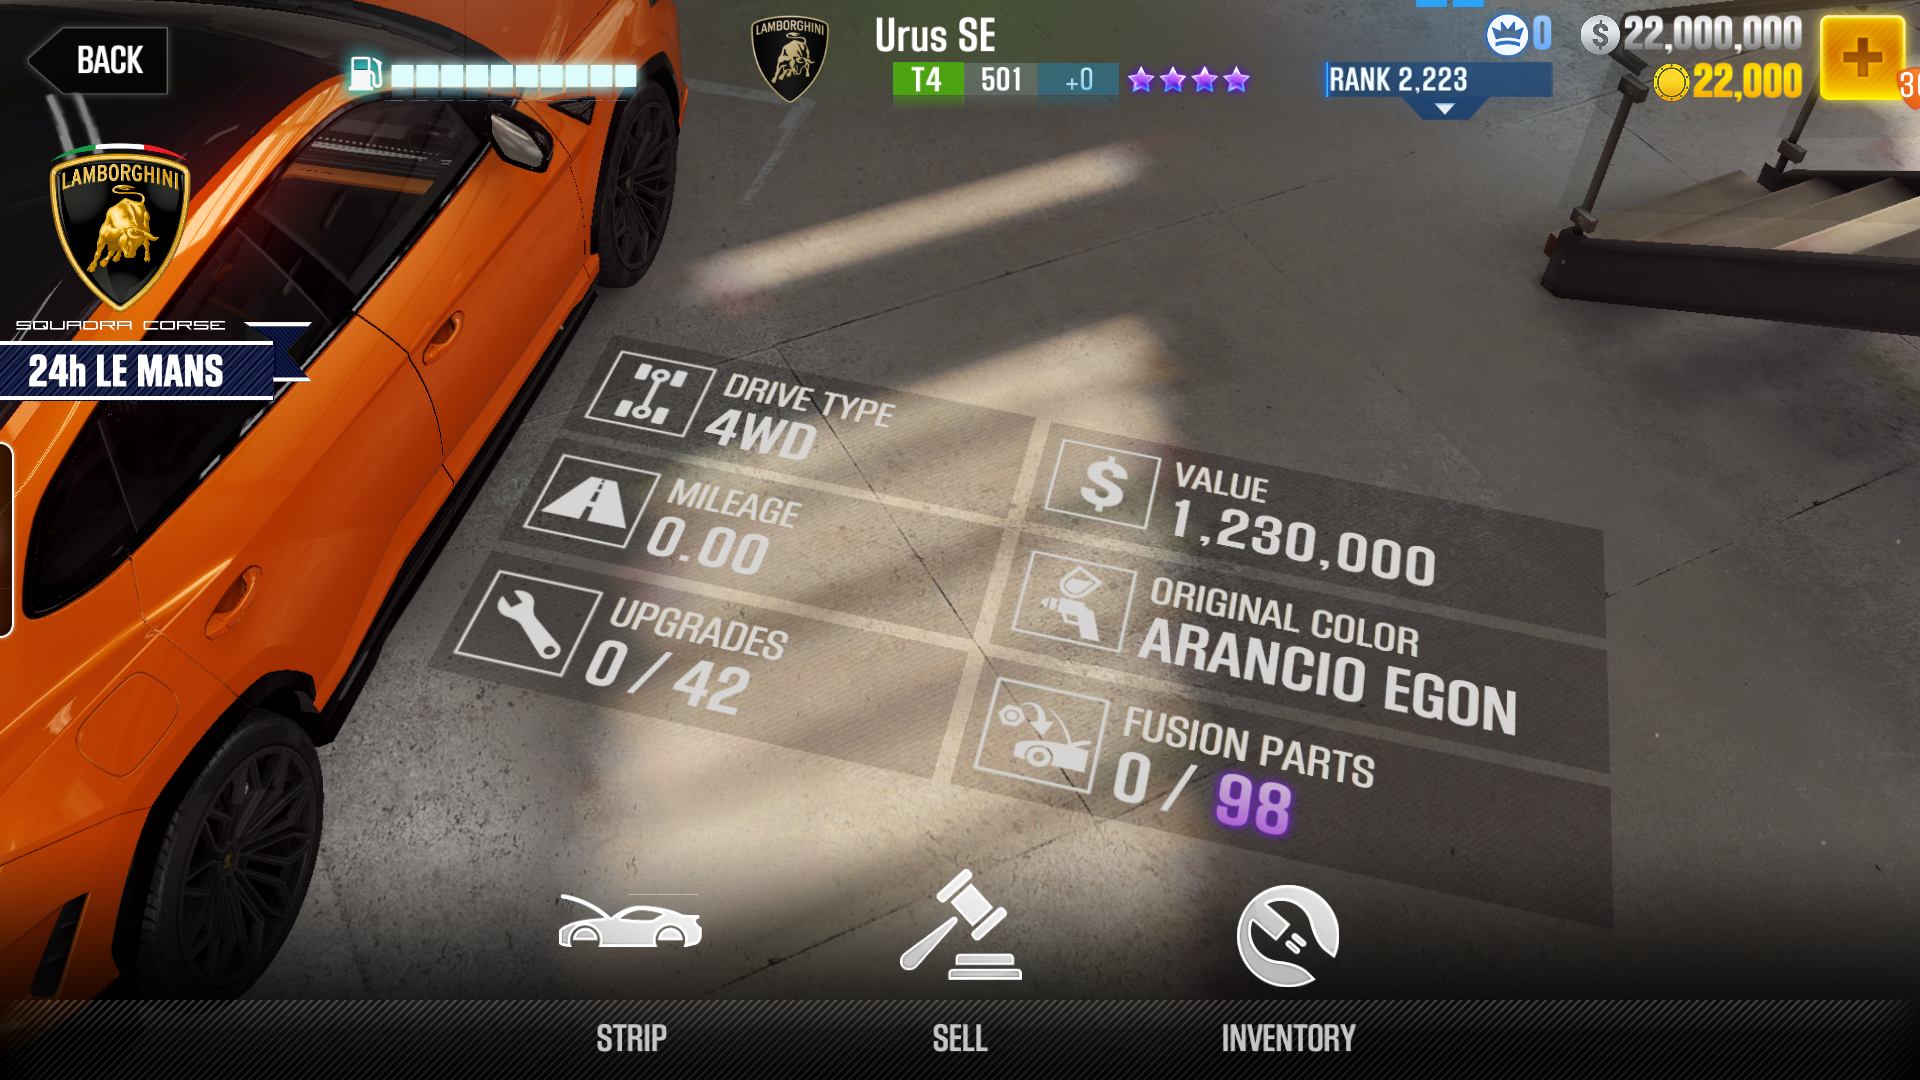 BACK
LAMBORGHINI
Urus SE
T4 501 +0
RANK 2,223
0
22,000,000
22,000
LAMBORGHINI
SQUADRA CORSE
24h LE MANS
DRIVE TYPE
4WD
MILEAGE
0.00
UPGRADES
0 / 42
VALUE
1,230,000
ORIGINAL COLOR
ARANCIO EGON
FUSION PARTS
0 / 98
STRIP
SELL
INVENTORY